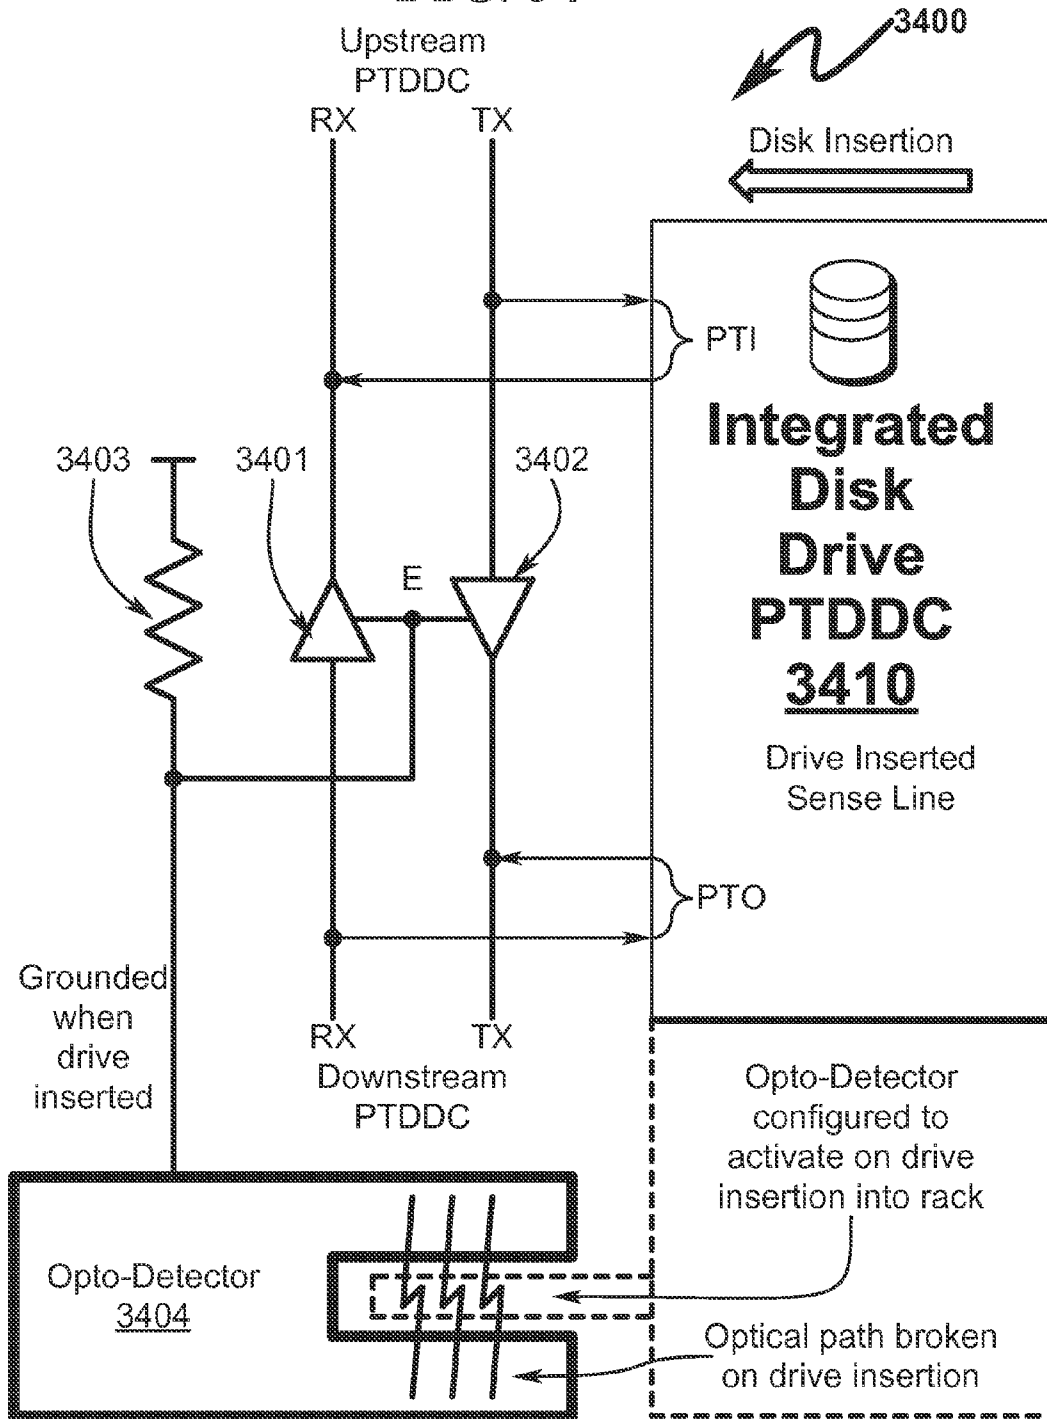 3400
Upstream
PTDDC
RX
TX
Disk Insertion
PTI
Integrated
Disk
Drive
PTDDC
3410
3403
3401
3402
E
Drive Inserted
Sense Line
PTO
Grounded
when
drive
inserted
RX
TX
Downstream
PTDDC
Opto-Detector
configured to
activate on drive
insertion into rack
Opto-Detector
3404
Optical path broken
on drive insertion